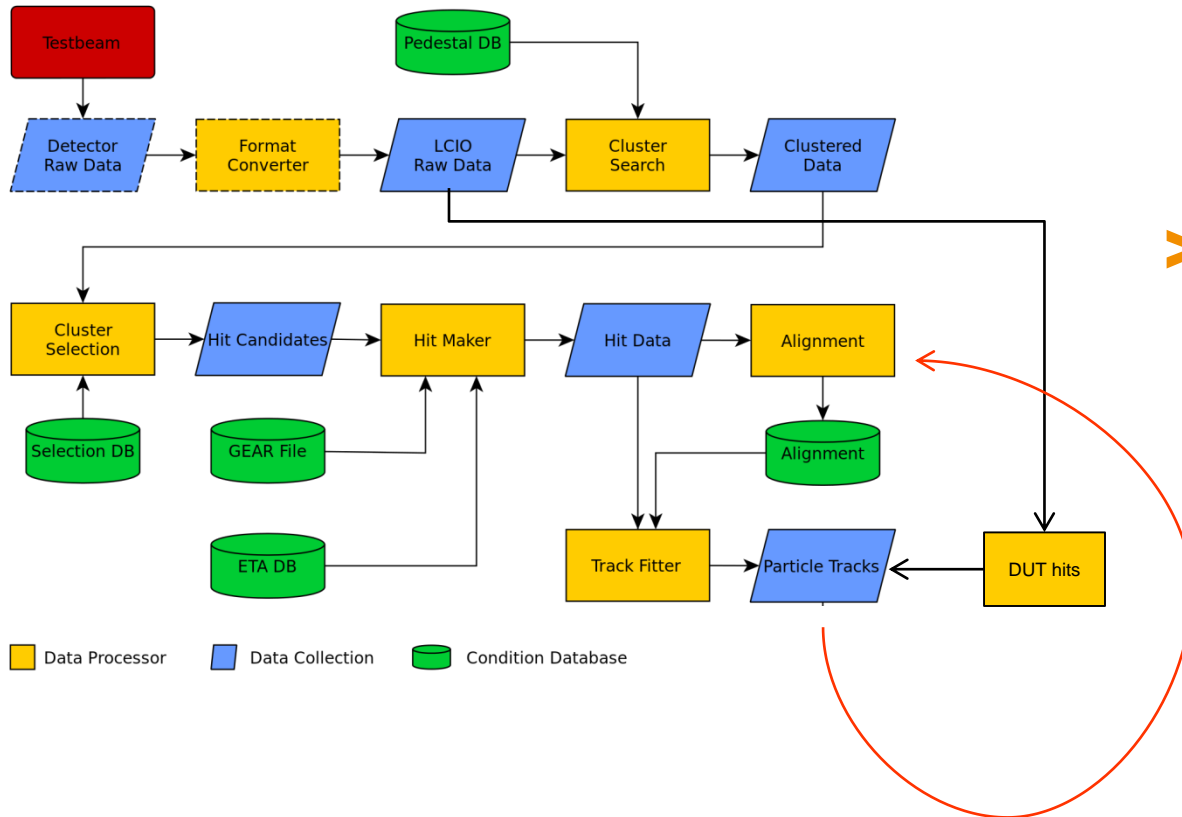 Testbeam
Pedestal DB
Detector
Raw Data
Format
Converter
LCIO
Raw Data
Cluster
Search
Clustered
Data
Cluster
Selection
Hit Candidates
Hit Maker
Hit Data
Alignment
Selection DB
GEAR File
Alignment
ETA DB
Track Fitter
Particle Tracks
DUT hits
Data Processor
Data Collection
Condition Database